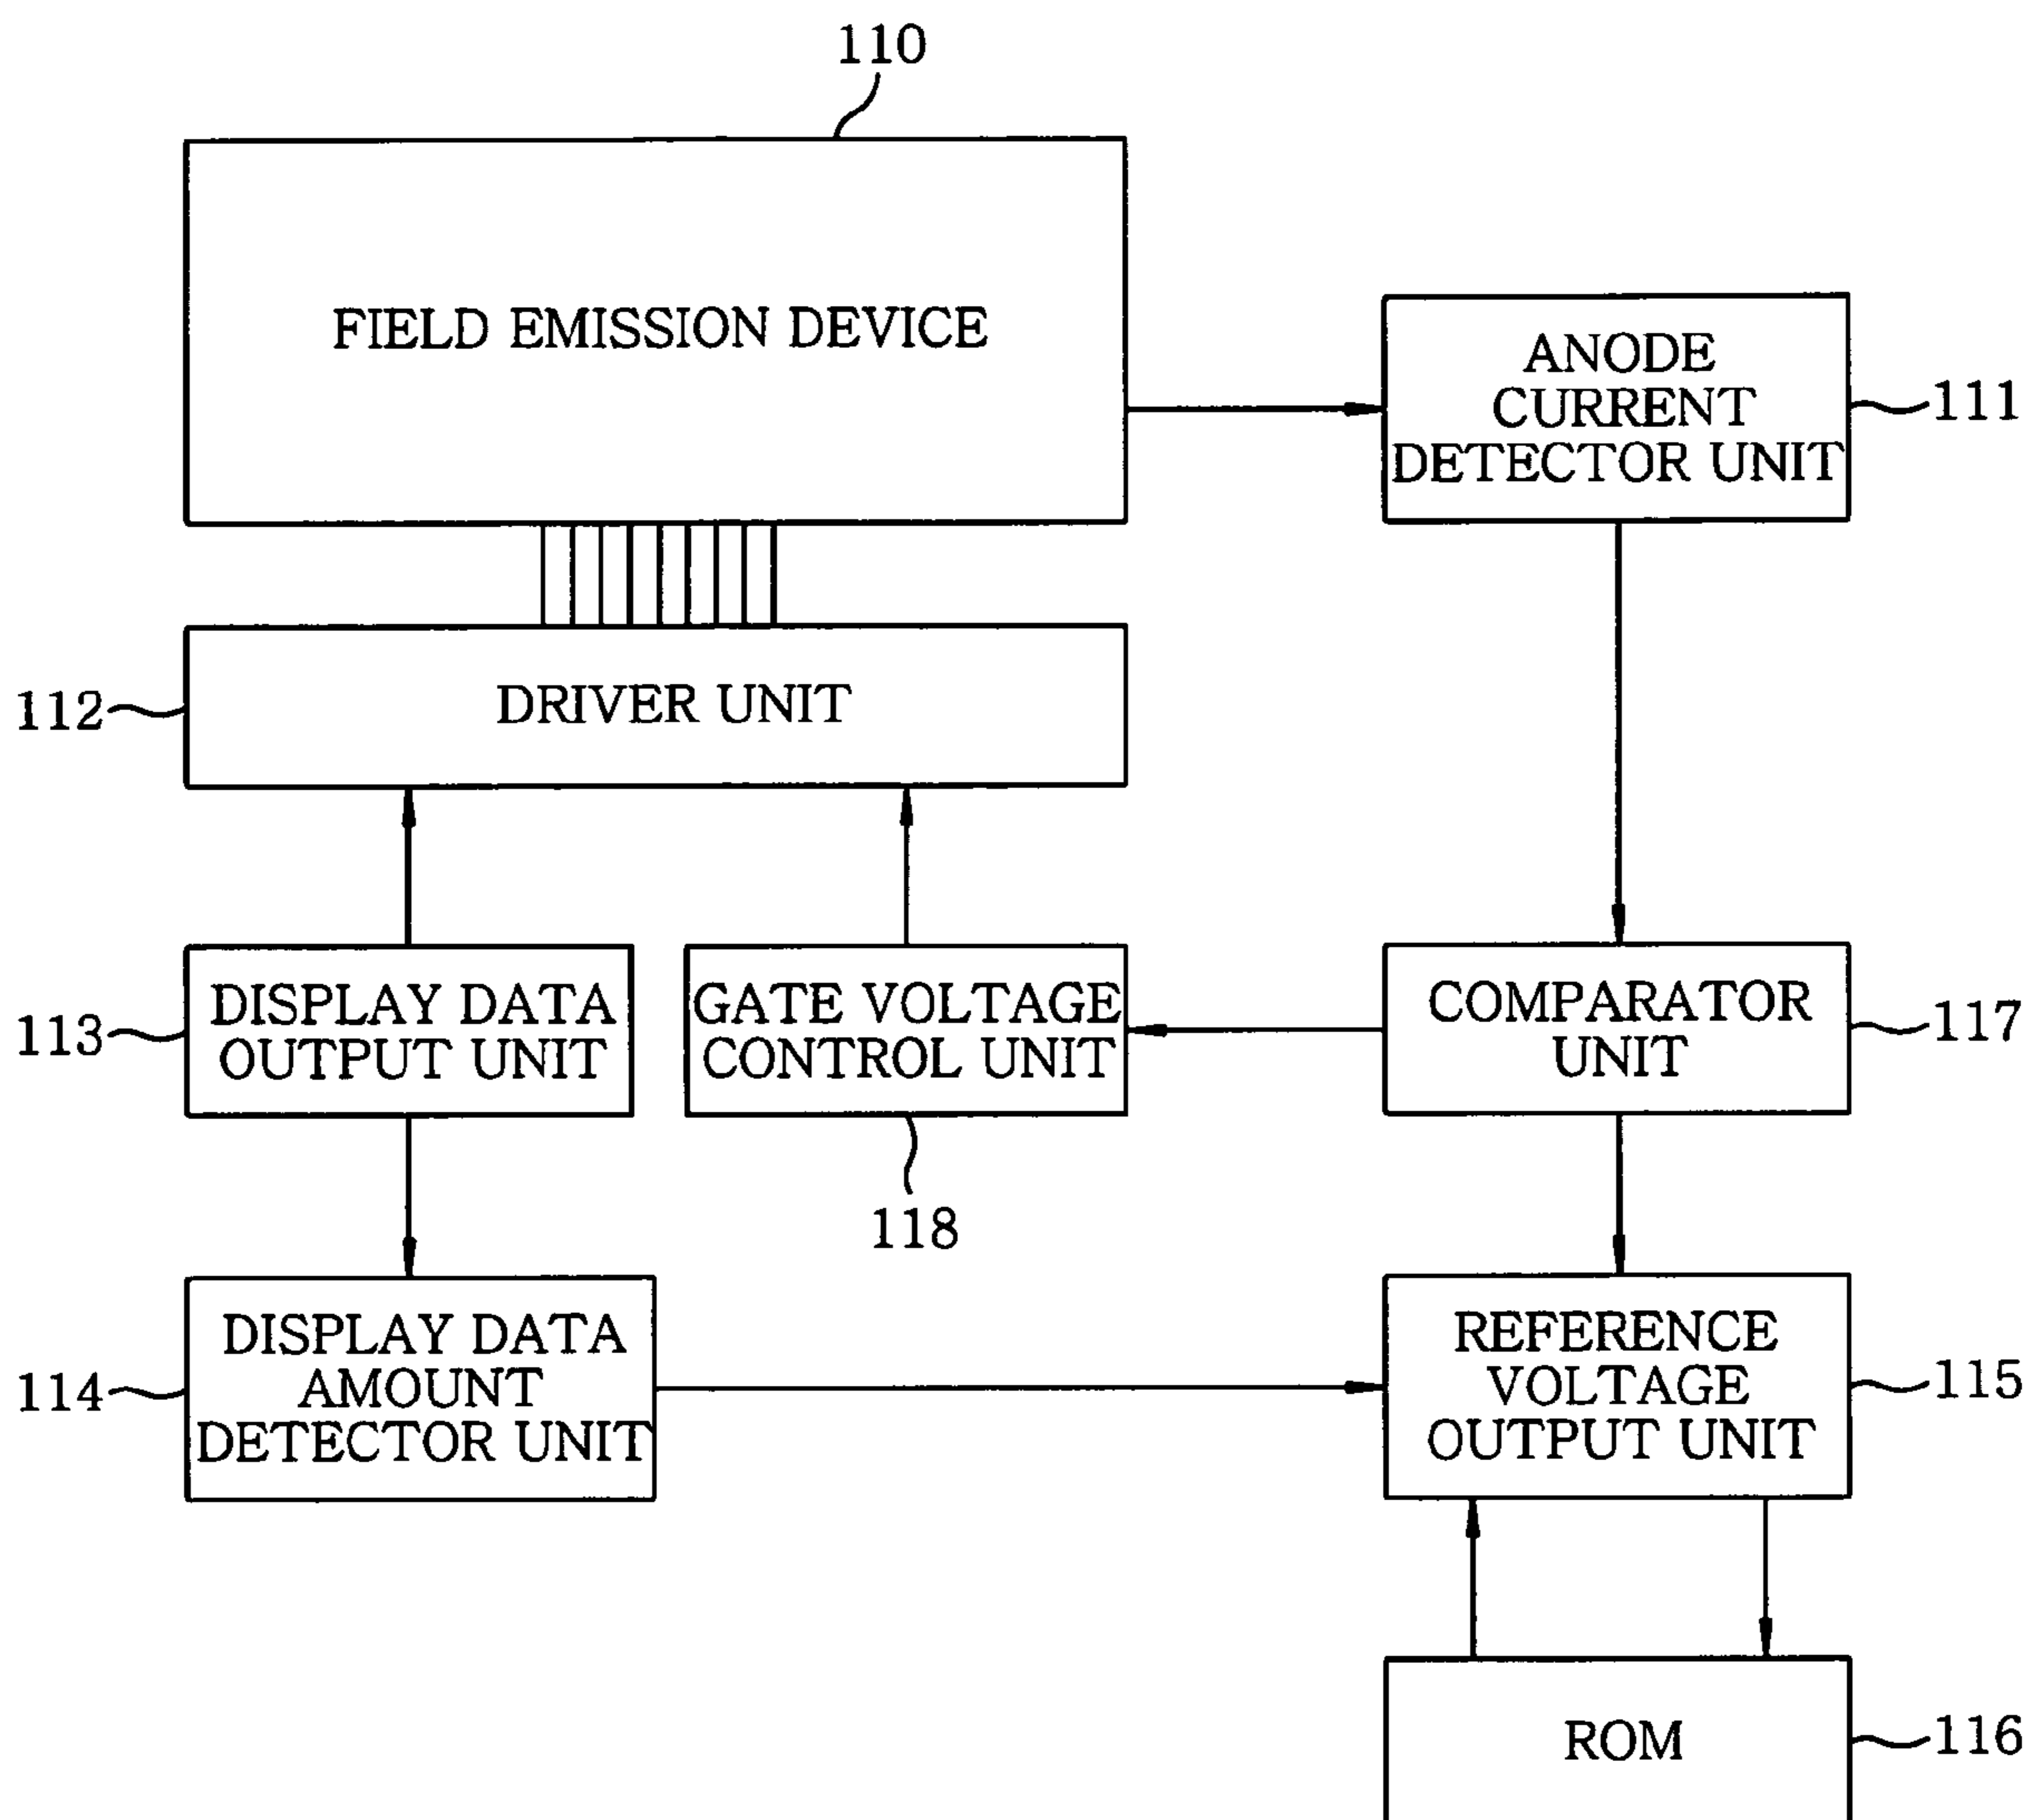 110
FIELD EMISSION DEVICE
ANODE
CURRENT
DETECTOR UNIT
111
112
DRIVER UNIT
113
DISPLAY DATA
OUTPUT UNIT
GATE VOLTAGE
CONTROL UNIT
118
COMPARATOR
UNIT
117
114
DISPLAY DATA
AMOUNT
DETECTOR UNIT
REFERENCE
VOLTAGE
OUTPUT UNIT
115
ROM
116